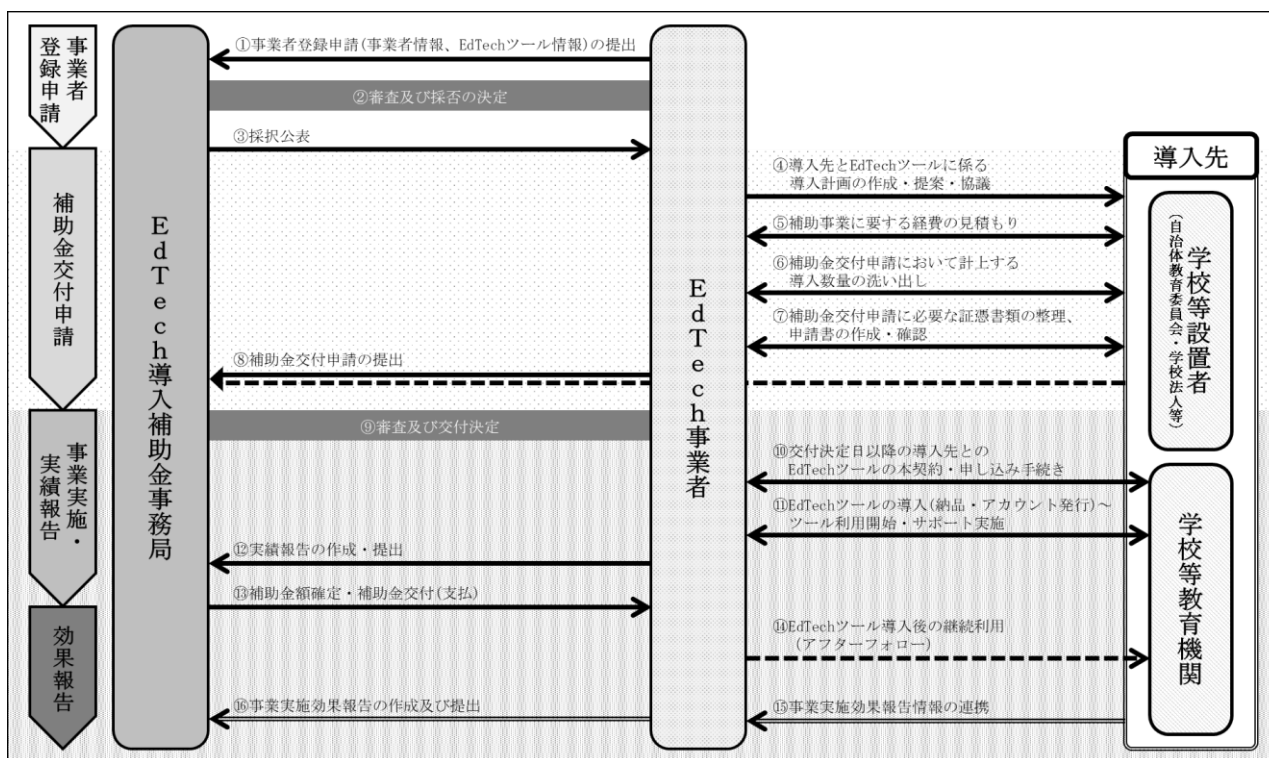 事業者
登録申請
補助金交付申請
事業実施・
実績報告
効果報告
EdTech導入補助金事務局
EdTech事業者
導入先
学校等設置者
(自治体教育委員会・学校法人等)
学校等教育機関
①事業者登録申請(事業者情報、EdTechツール情報)の提出
②審査及び採否の決定
③採択公表
④導入先とEdTechツールに係る
導入計画の作成・提案・協議
⑤補助事業に要する経費の見積もり
⑥補助金交付申請において計上する
導入数量の洗い出し
⑦補助金交付申請に必要な証憑書類の整理、
申請書の作成・確認
⑧補助金交付申請の提出
⑨審査及び交付決定
⑩交付決定日以降の導入先との
EdTechツールの本契約・申し込み手続き
⑪EdTechツールの導入(納品・アカウント発行)～
ツール利用開始・サポート実施
⑫実績報告の作成・提出
⑬補助金額確定・補助金交付(支払)
⑭EdTechツール導入後の継続利用
(アフターフォロー)
⑮事業実施効果報告情報の連携
⑯事業実施効果報告の作成及び提出